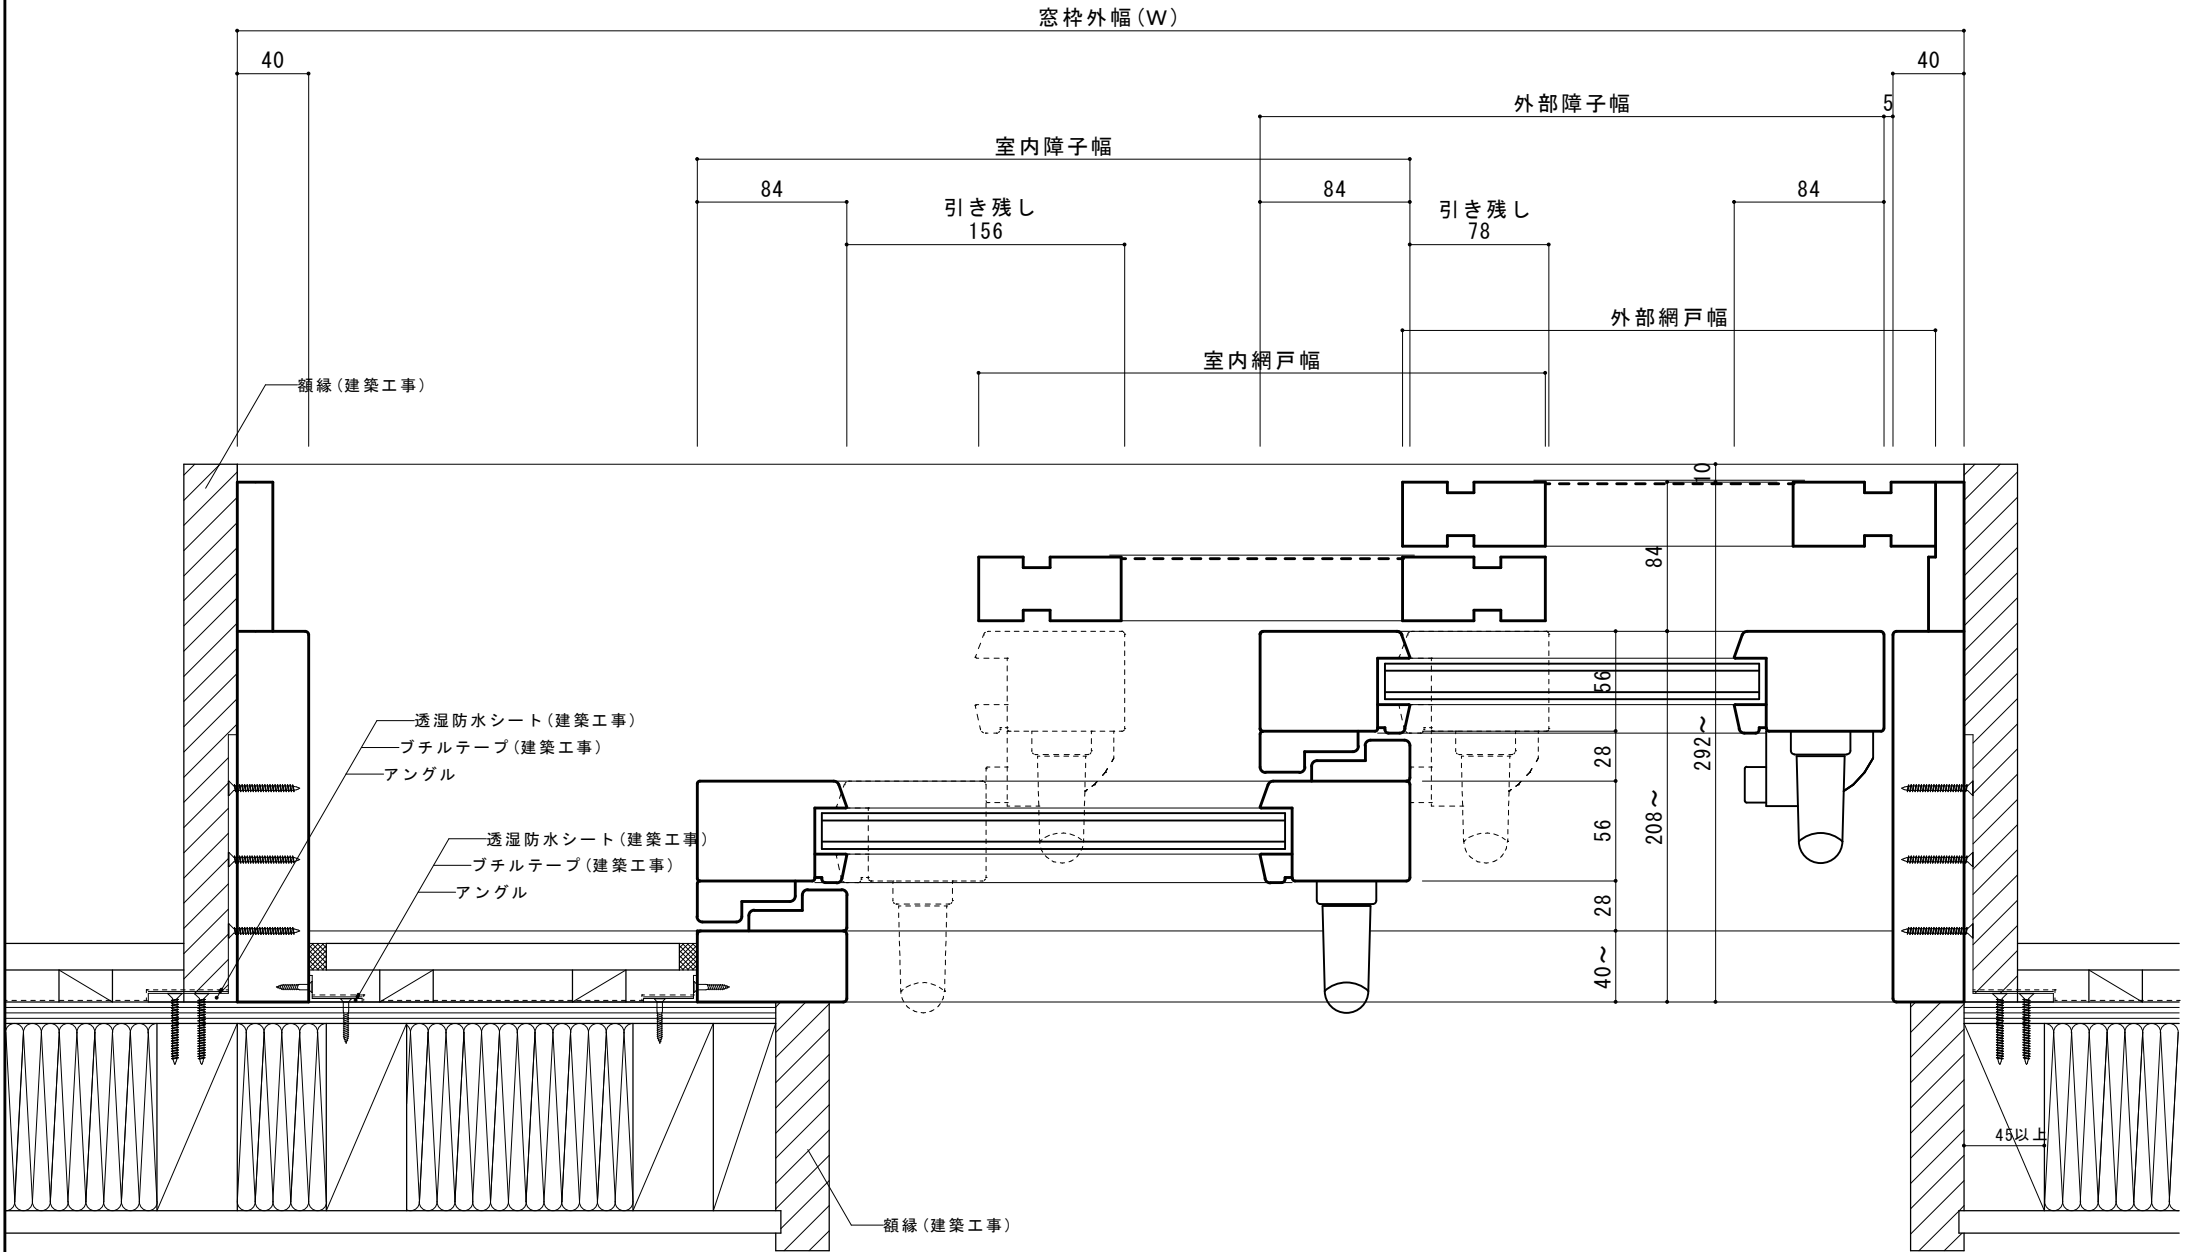 窓枠外幅(W)
40
40
外部障子幅
5
室内障子幅
84
引き残し
156
84
引き残し
78
84
外部網戸幅
室内網戸幅
額縁(建築工事)
10
84
56
292~
透湿防水シート(建築工事)
ブチルテープ(建築工事)
アングル
28
208~
56
透湿防水シート(建築工事)
ブチルテープ(建築工事)
アングル
28
40~
45以上
額縁(建築工事)